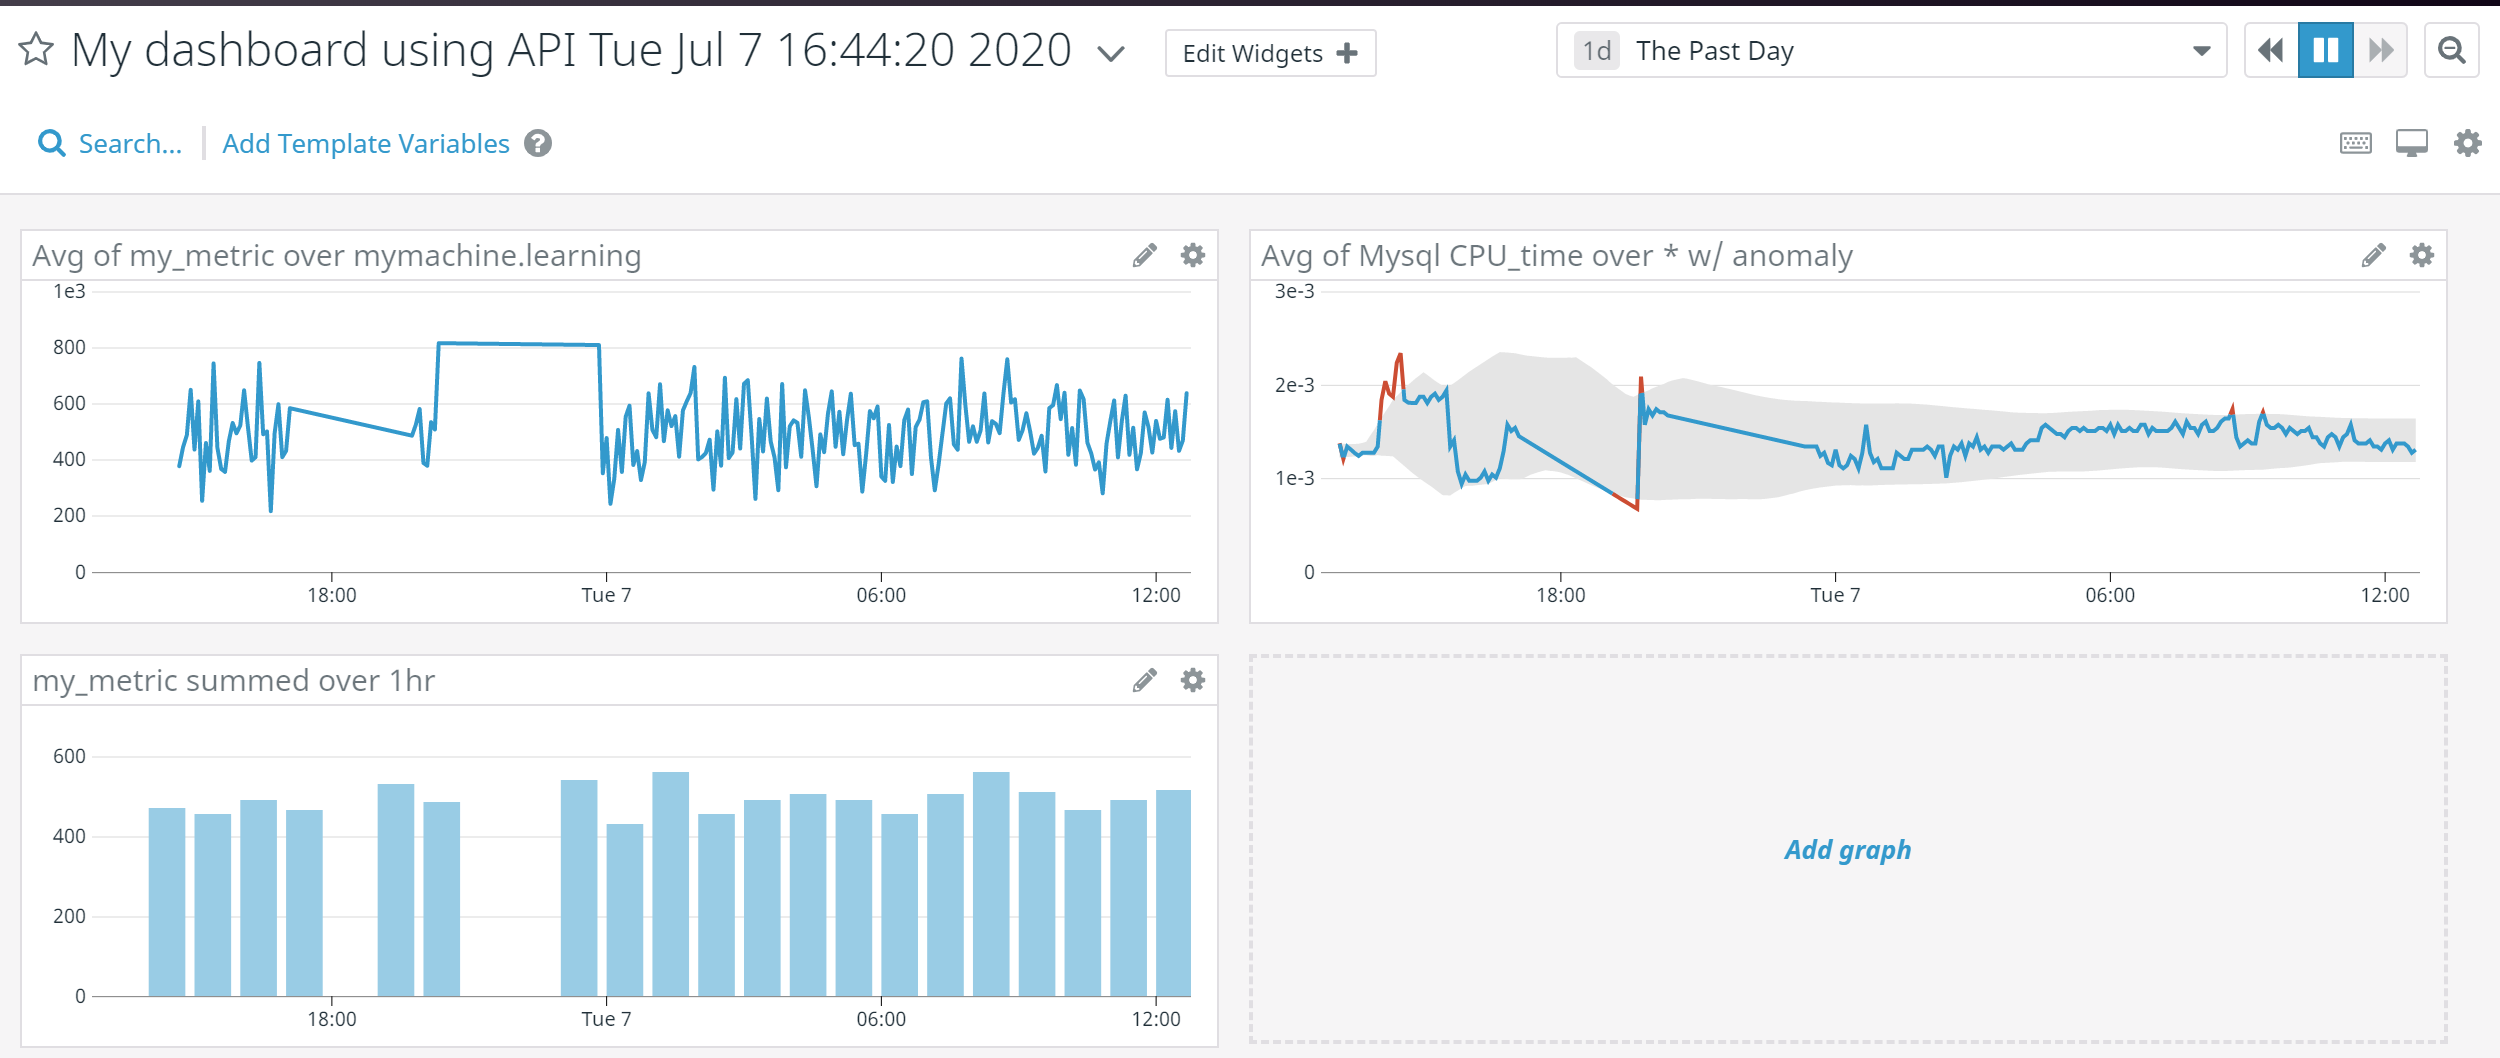 My dashboard using API Tue Jul 7 16:44:20 2020
Edit Widgets
1d The Past Day
Search...
Add Template Variables
?
Avg of my_metric over mymachine.learning
1e3
800
600
400
200
0
18:00 Tue 7 06:00 12:00
Avg of Mysql CPU_time over * w/ anomaly
3e-3
2e-3
1e-3
0
18:00 Tue 7 06:00 12:00
my_metric summed over 1hr
600
400
200
0
18:00 Tue 7 06:00 12:00
Add graph